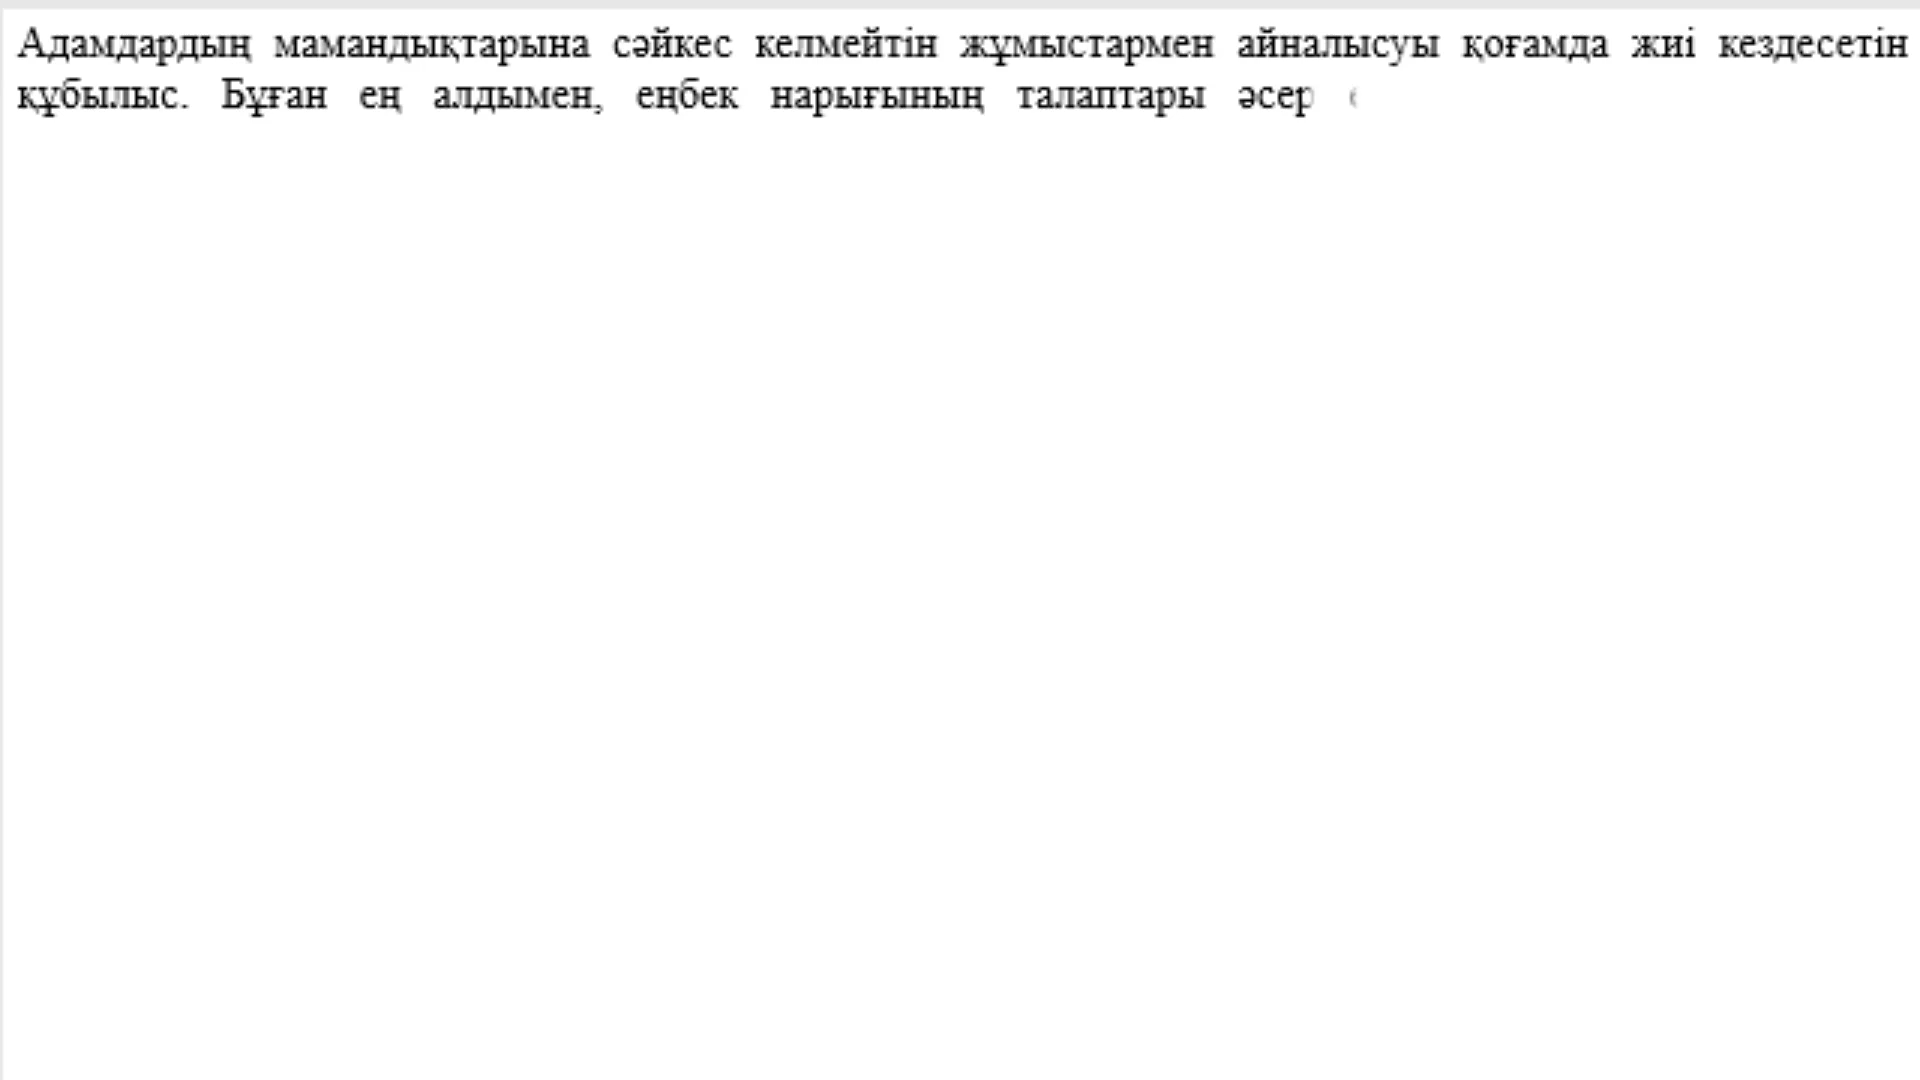 Адамдардың мамандықтарына сәйкес келмейтін жұмыстармен айналысуы қоғамда жиі кездесетін
құбылыс. Бұған ең алдымен, еңбек нарығының талаптары әсер